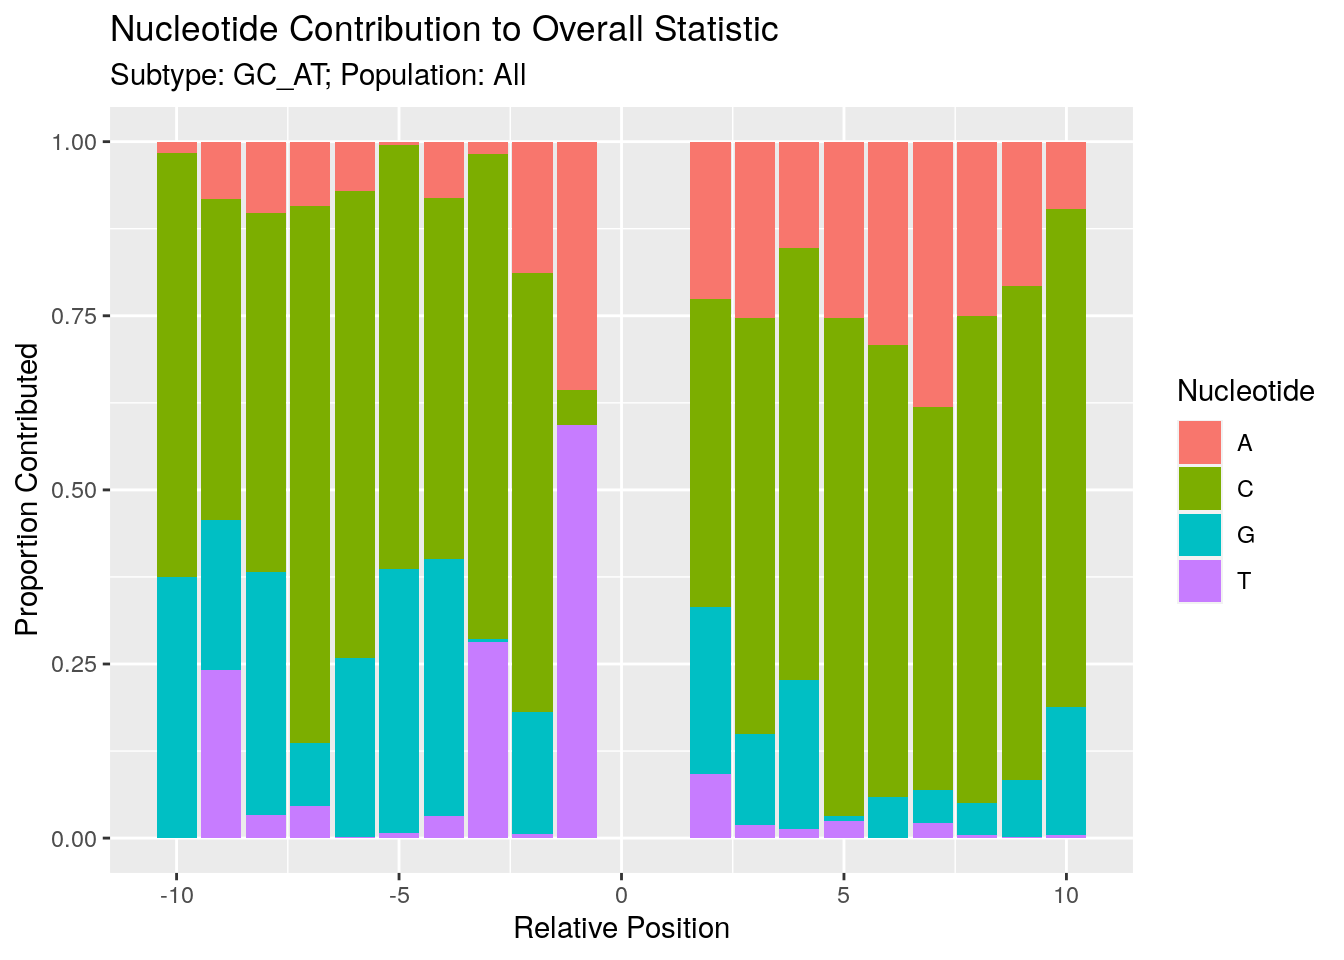 Nucleotide Contribution to Overall Statistic
Subtype: GC_AT; Population: All
Proportion Contributed
1.00
0.75
0.50
0.25
0.00
-10
-5
0
5
10
Relative Position
Nucleotide
A
C
G
T